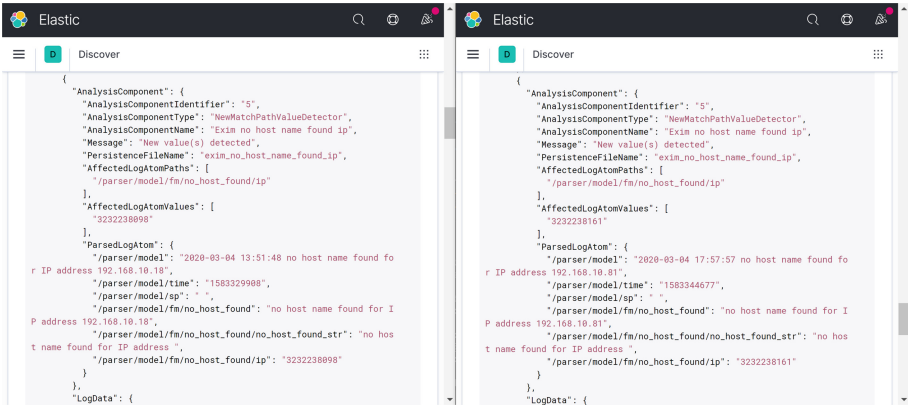 Elastic
D Discover
{
"AnalysisComponent": {
"AnalysisComponentIdentifier": "5",
"AnalysisComponentType": "NewMatchPathValueDetector",
"AnalysisComponentName": "Exim no host name found ip",
"Message": "New value(s) detected",
"PersistenceFileName": "exim_no_host_name_found_ip",
"AffectedLogAtomPaths": [
"/parser/model/fm/no_host_found/ip"
],
"AffectedLogAtomValues": [
"3232238098"
],
"ParsedLogAtom": {
"/parser/model": "2020-03-04 13:51:48 no host name found fo
r IP address 192.168.10.18",
"/parser/model/time": "1583329908",
"/parser/model/sp": " ",
"/parser/model/fm/no_host_found": "no host name found for I
P address 192.168.10.18",
"/parser/model/fm/no_host_found/no_host_found_str": "no hos
t name found for IP address ",
"/parser/model/fm/no_host_found/ip": "3232238098"
}
},
"LogData": {
Elastic
D Discover
{
"AnalysisComponent": {
"AnalysisComponentIdentifier": "5",
"AnalysisComponentType": "NewMatchPathValueDetector",
"AnalysisComponentName": "Exim no host name found ip",
"Message": "New value(s) detected",
"PersistenceFileName": "exim_no_host_name_found_ip",
"AffectedLogAtomPaths": [
"/parser/model/fm/no_host_found/ip"
],
"AffectedLogAtomValues": [
"3232238161"
],
"ParsedLogAtom": {
"/parser/model": "2020-03-04 17:57:57 no host name found fo
r IP address 192.168.10.81",
"/parser/model/time": "1583344677",
"/parser/model/sp": " ",
"/parser/model/fm/no_host_found": "no host name found for I
P address 192.168.10.81",
"/parser/model/fm/no_host_found/no_host_found_str": "no hos
t name found for IP address ",
"/parser/model/fm/no_host_found/ip": "3232238161"
}
},
"LogData": {